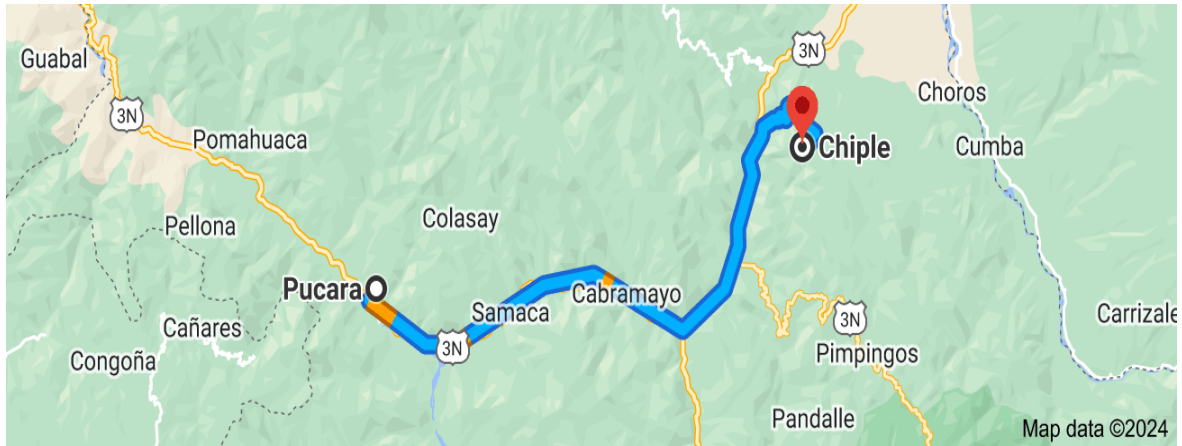 Guabal
3N
Choros
3N
Pomahuaca
Chiple
Cumba
Pellona
Colasay
Pucara
Cabramayo
Samaca
Cañares
3N
3N
Carrizale
Congoña
Pimpingos
Pandalle
Map data ©2024